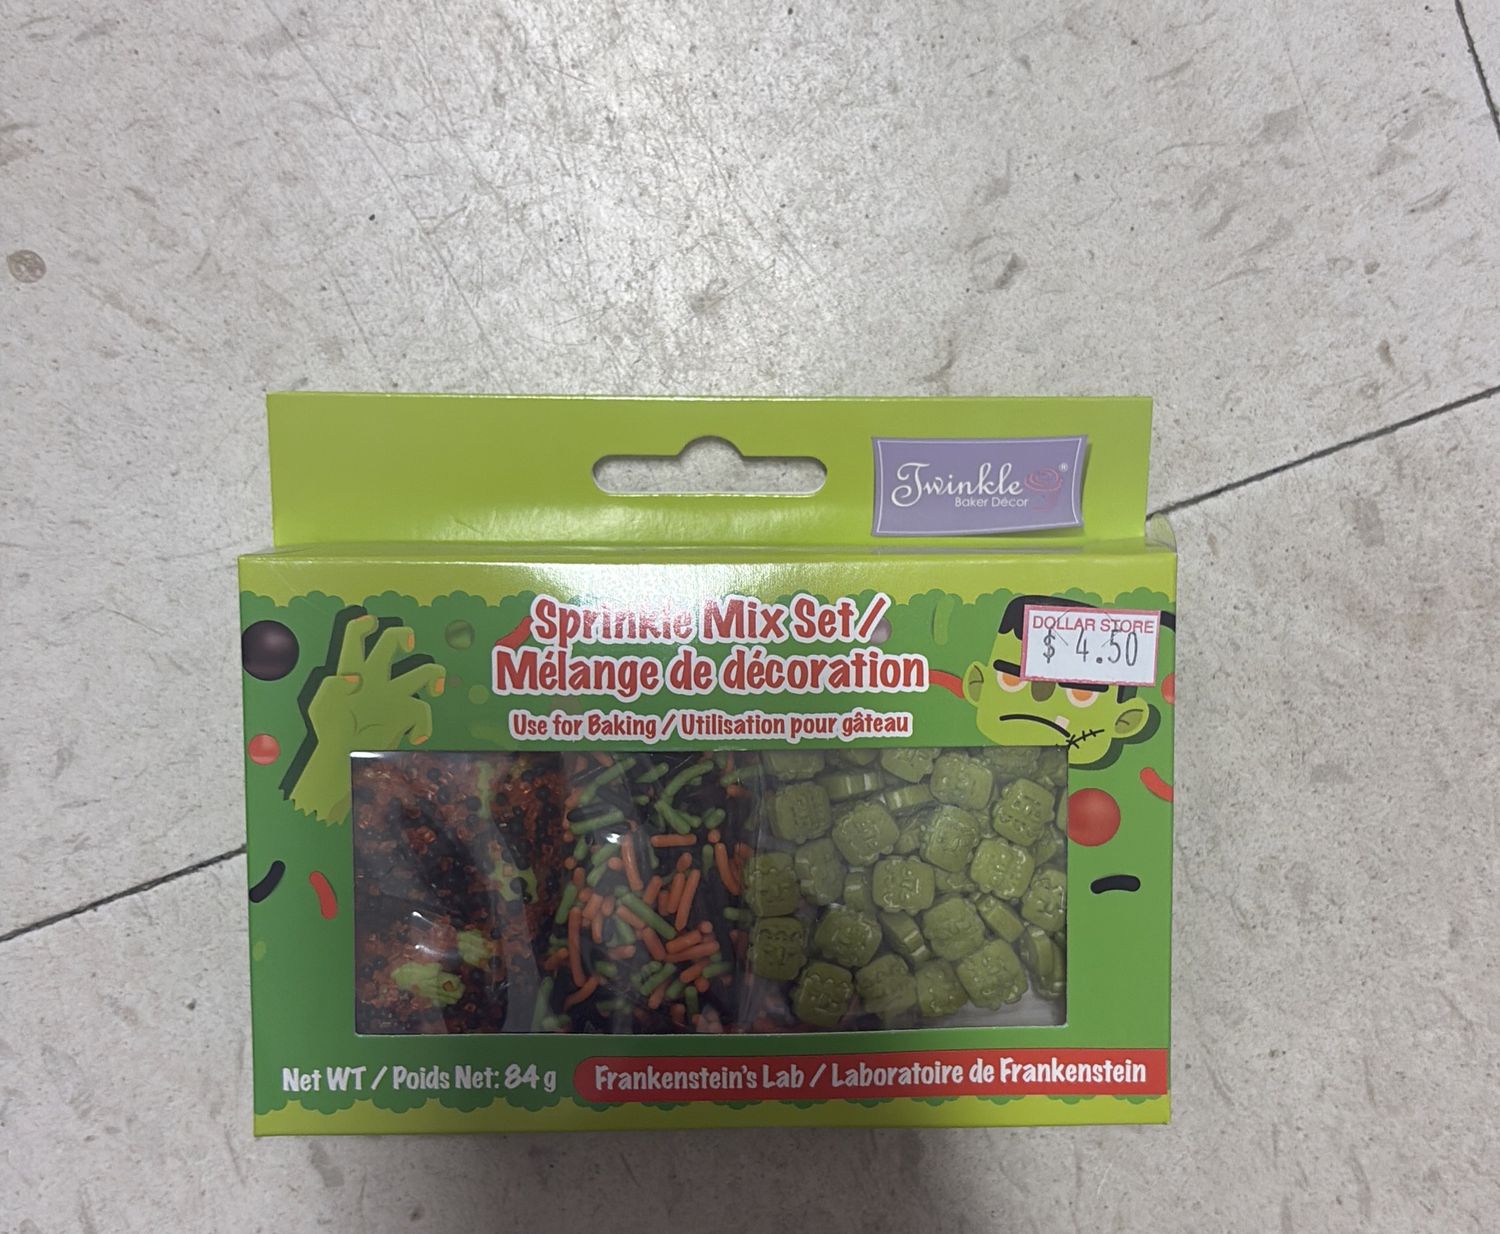 Twinkle®
Baker Décor
Sprinkle Mix Set/
Mélange de décoration
Use for Baking / Utilisation pour gâteau
DOLLAR STORE
$ 4.50
Net WT / Poids Net: 84 g
Frankenstein's Lab / Laboratoire de Frankenstein